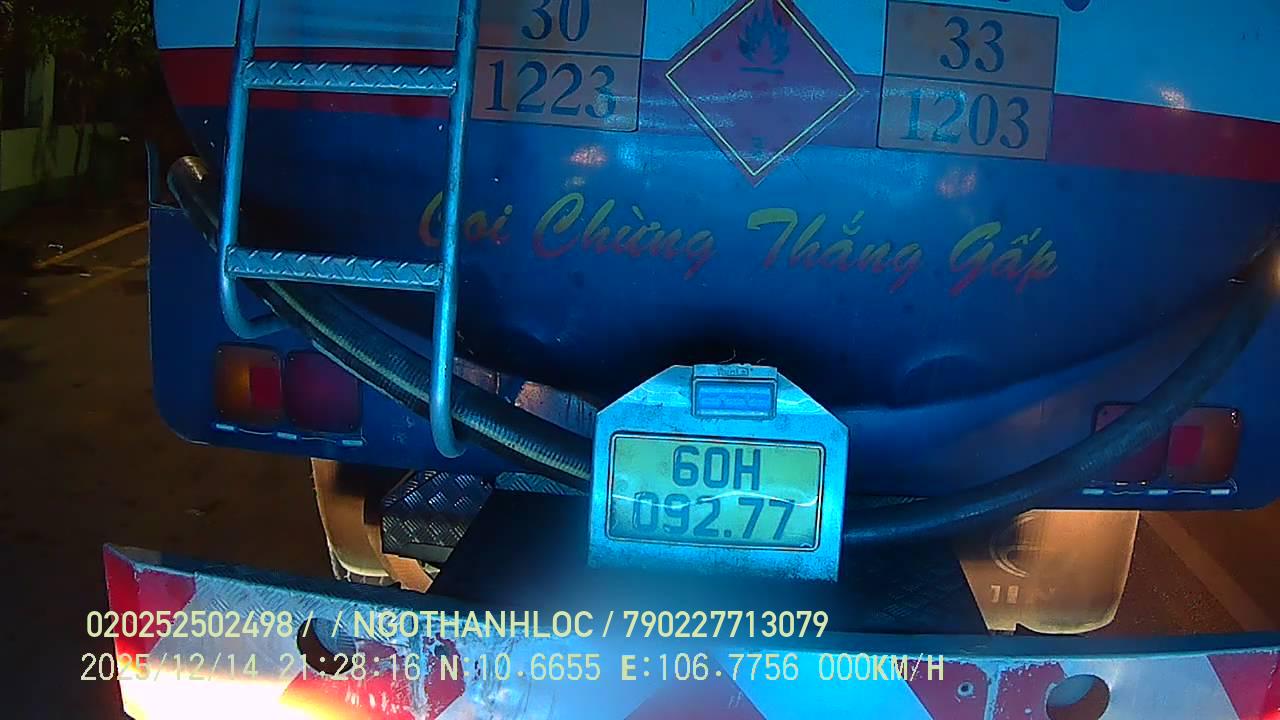 30
1223
3
33
1203
Coi Chừng Thắng Gấp
60H
092.77
020252502498 / / NGOTHANHLOC / 790227713079
2025/12/14 21:28:16 N:10.6655 E:106.7756 000KM/H